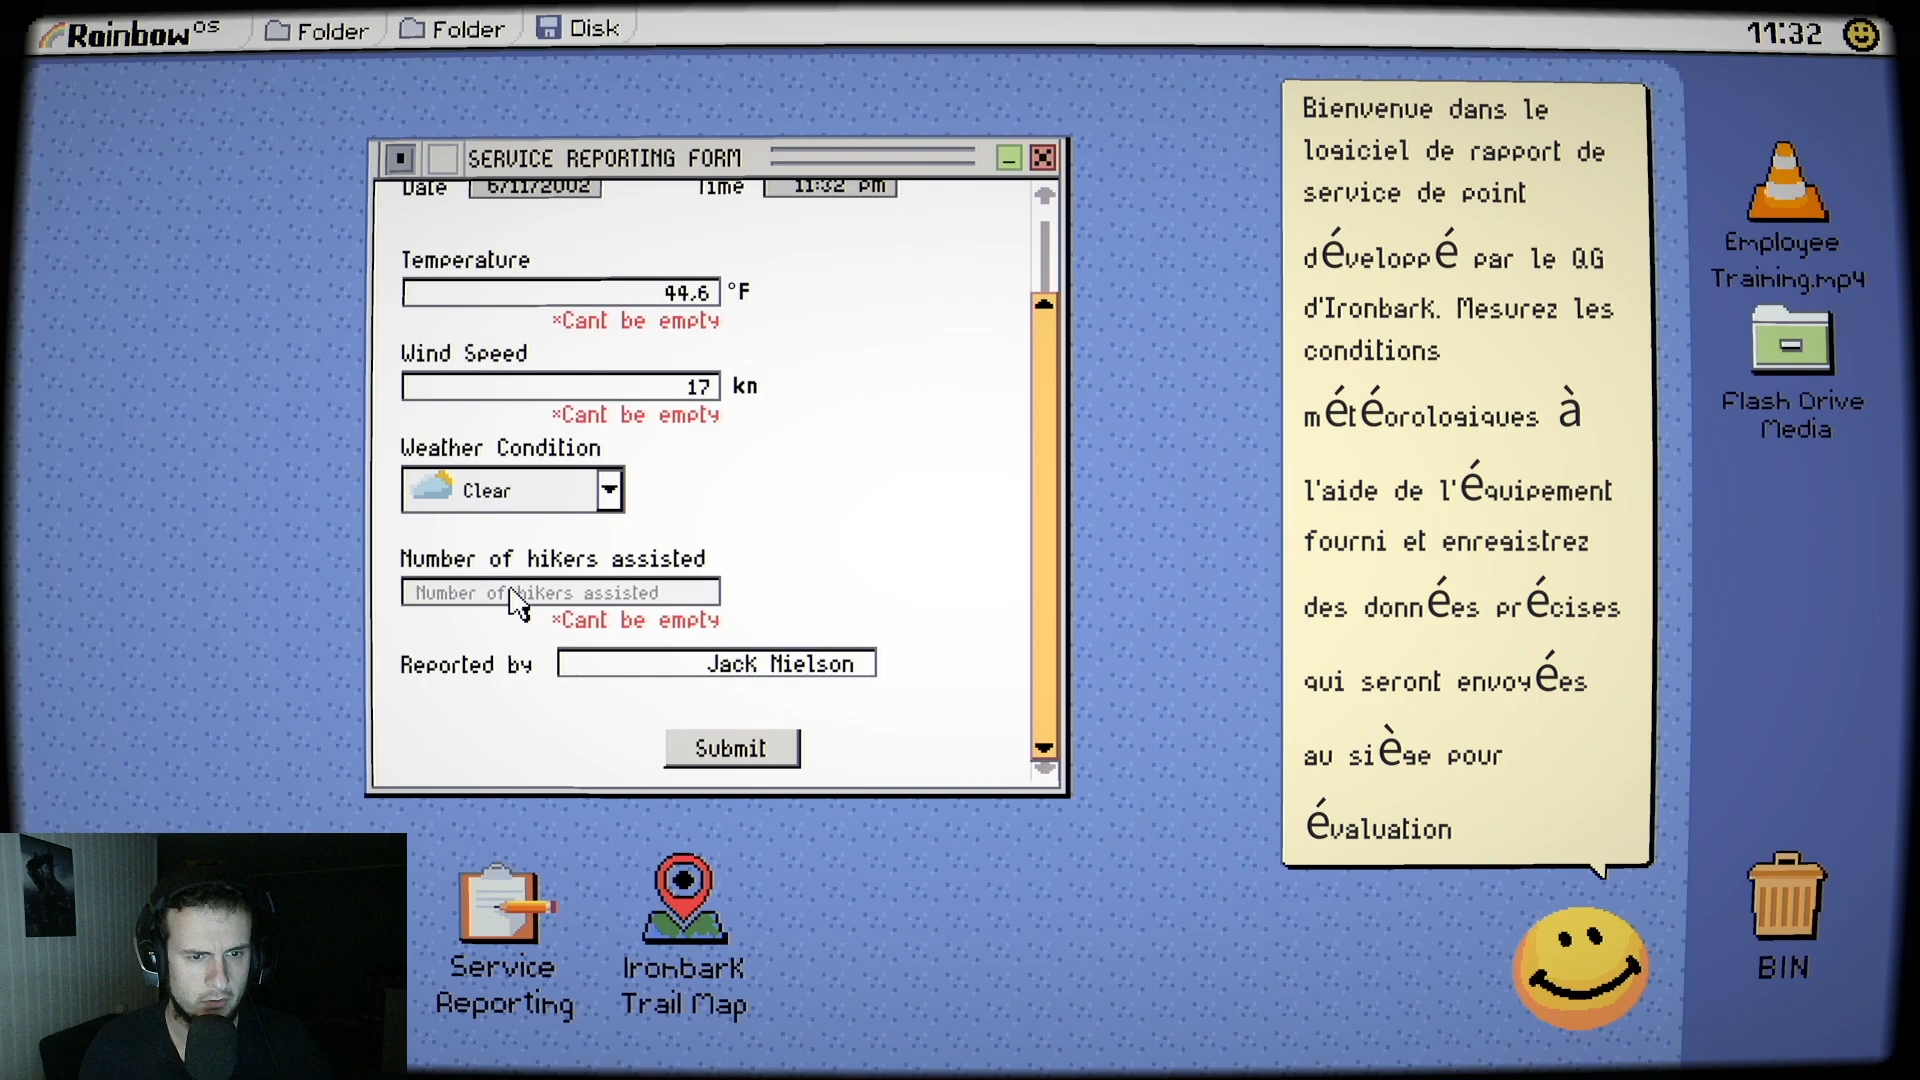 Rainbow OS
Folder
Folder
Disk
11:32
SERVICE REPORTING FORM
Date 6/11/2002 Time 11:32 pm
Temperature
44.6 °F
*Cant be empty
Wind Speed
17 kn
*Cant be empty
Weather Condition
Clear
Number of hikers assisted
Number of hikers assisted
*Cant be empty
Reported by Jack Nielson
Submit
Bienvenue dans le
logiciel de rapport de
service de point
développé par le QG
d'Ironbark. Mesurez les
conditions
météorologiques à
l'aide de l'équipement
fourni et enregistrez
des données précises
qui seront envoyées
au siège pour
évaluation
Employee
Training.mp4
Flash Drive
Media
Service
Reporting
Ironbark
Trail Map
BIN